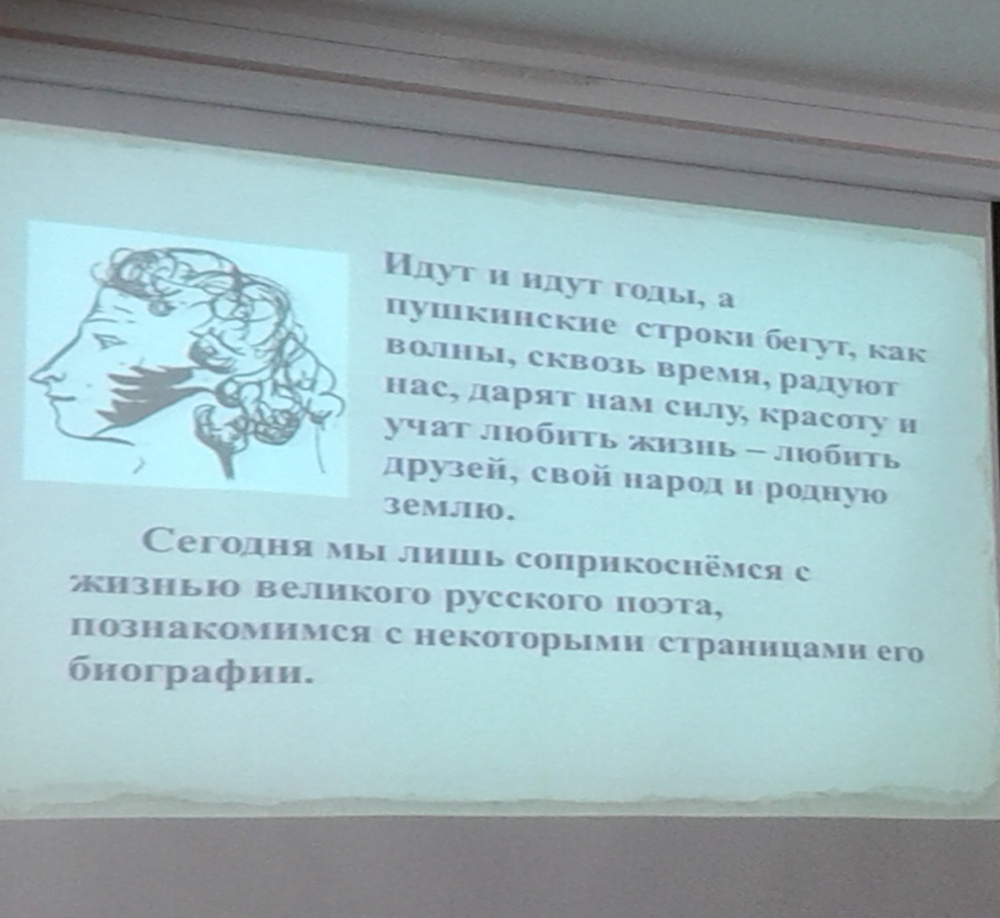 Идут и идут годы, а
пушкинские строки бегут, как
волны, сквозь время, радуют
нас, дарят нам силу, красоту и
учат любить жизнь – любить
друзей, свой народ и родную
землю.
Сегодня мы лишь соприкоснёмся с
жизнью великого русского поэта,
познакомимся с некоторыми страницами его
биографии.